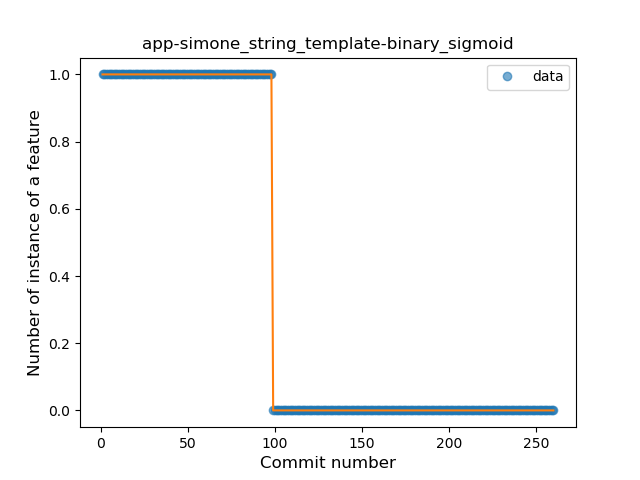 app-simone_string_template-binary_sigmoid
data
Number of instance of a feature
1.0
0.8
0.6
0.4
0.2
0.0
0 50 100 150 200 250
Commit number